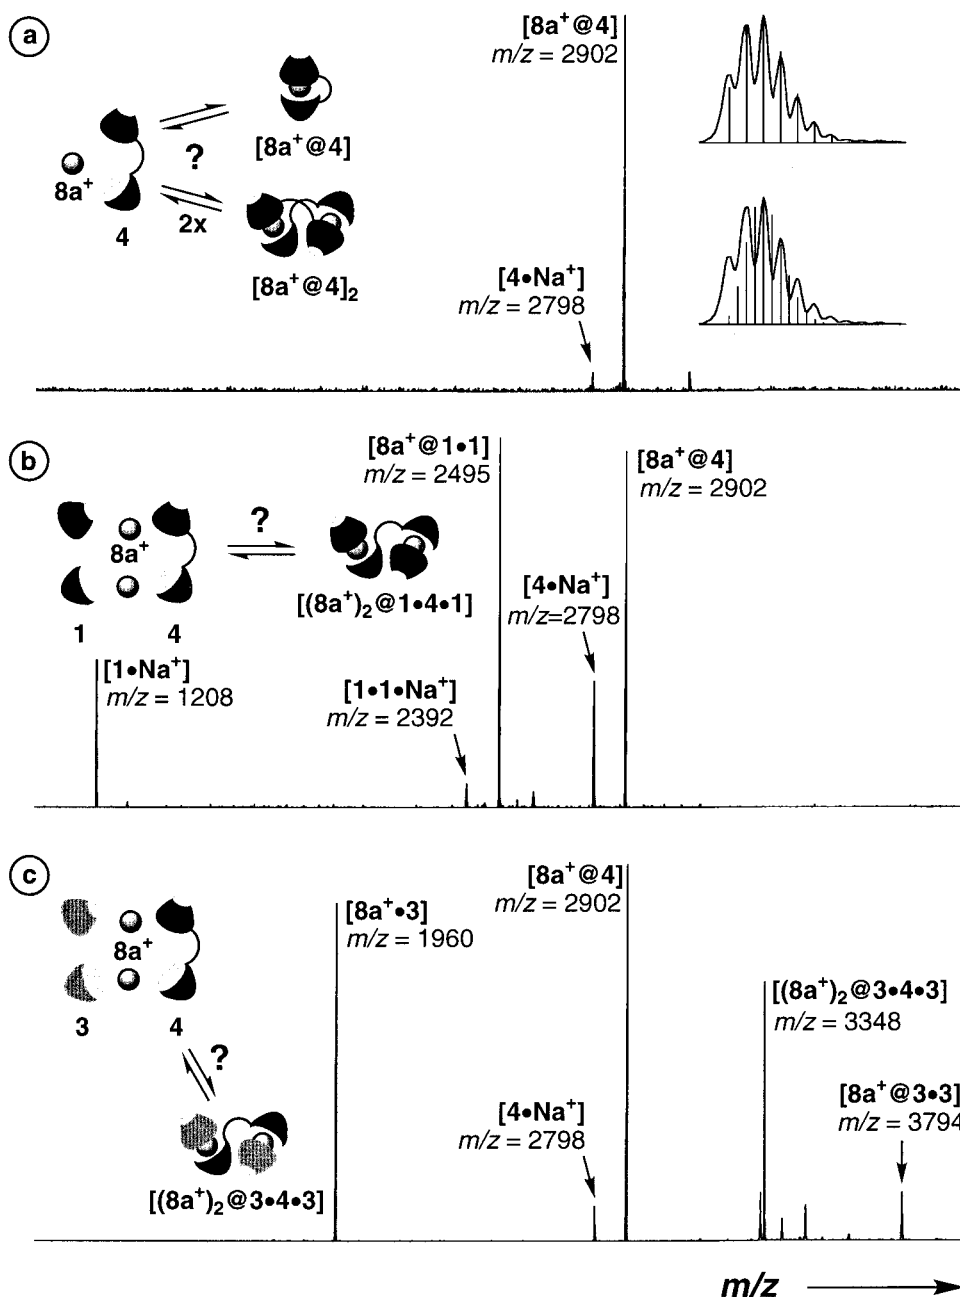 a
[8a⁺@4]
m/z = 2902
[8a⁺@4]
?
8a⁺
4
2x
[8a⁺@4]₂
[4•Na⁺]
m/z = 2798
b
[8a⁺@1•1]
m/z = 2495
[8a⁺@4]
m/z = 2902
?
8a⁺
[(8a⁺)₂@1•4•1]
1
4
[4•Na⁺]
m/z=2798
[1•Na⁺]
m/z = 1208
[1•1•Na⁺]
m/z = 2392
c
[8a⁺@4]
m/z = 2902
[8a⁺•3]
m/z = 1960
8a⁺
3
4
?
[(8a⁺)₂@3•4•3]
m/z = 3348
[8a⁺@3•3]
m/z = 3794
[4•Na⁺]
m/z = 2798
[(8a⁺)₂@3•4•3]
m/z